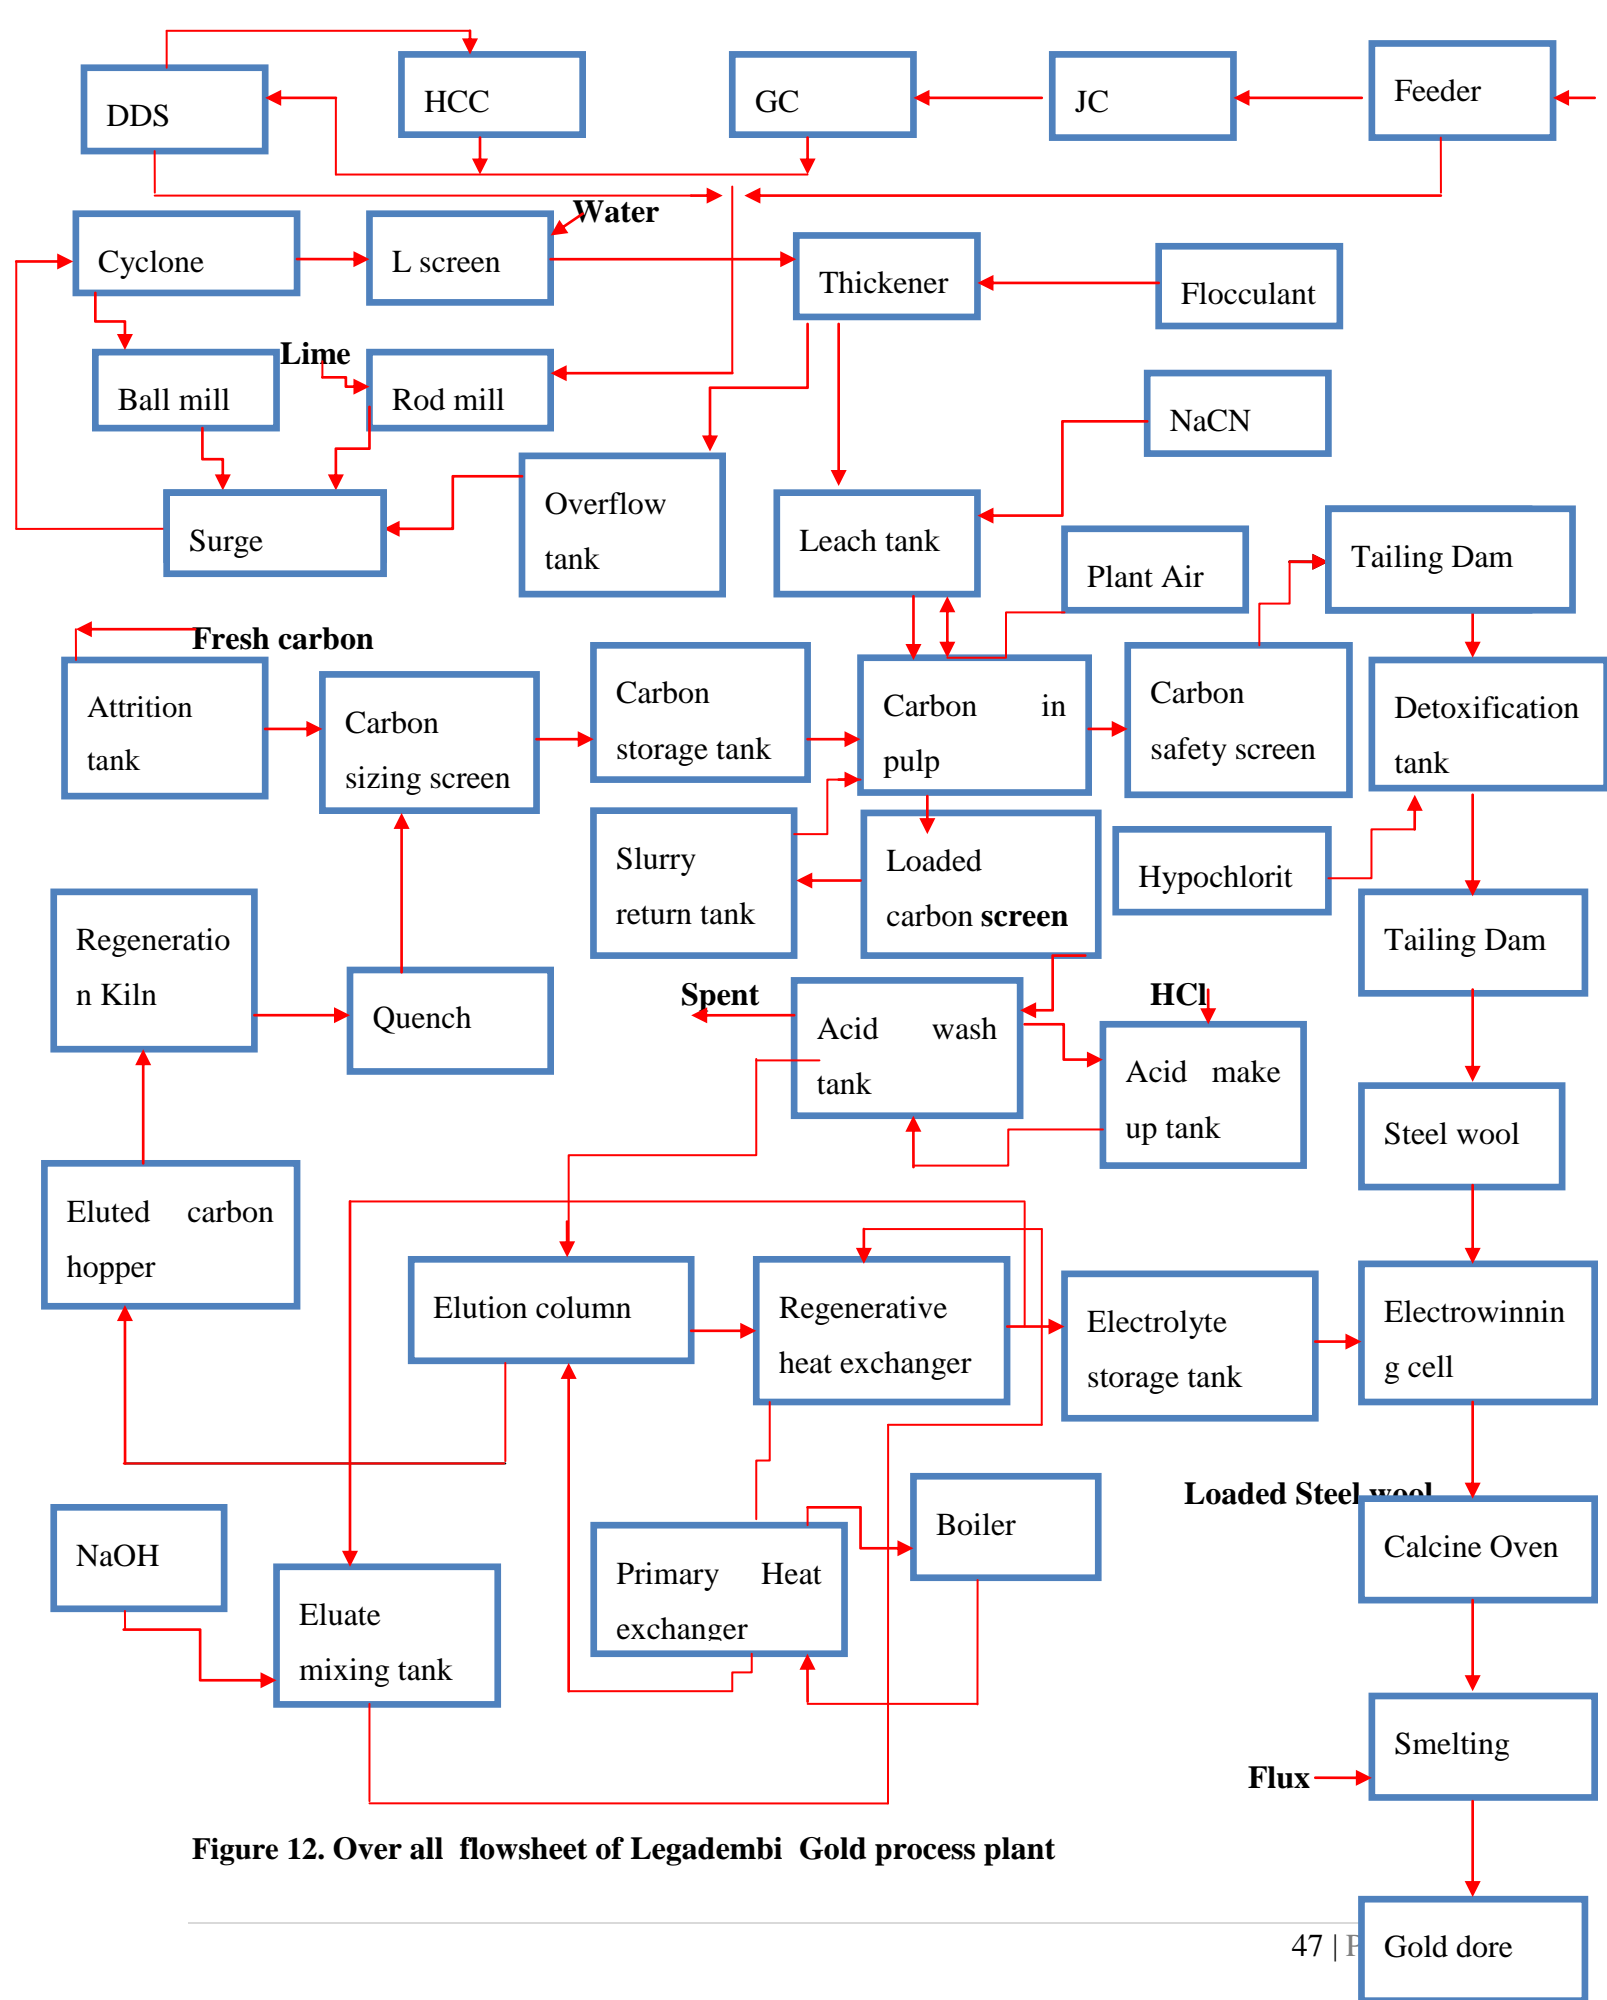 DDS
HCC
GC
JC
Feeder
Water
Cyclone
L screen
Thickener
Flocculant
Lime
Ball mill
Rod mill
NaCN
Overflow
tank
Surge
Leach tank
Plant Air
Tailing Dam
Fresh carbon
Attrition
tank
Carbon
sizing screen
Carbon
storage tank
Carbon in
pulp
Carbon
safety screen
Detoxification
tank
Slurry
return tank
Loaded
carbon screen
Hypochlorit
Regeneratio
n Kiln
Quench
Spent
Acid wash
tank
HCl
Acid make
up tank
Tailing Dam
Steel wool
Eluted carbon
hopper
Elution column
Regenerative
heat exchanger
Electrolyte
storage tank
Electrowinnin
g cell
Loaded Steel wool
NaOH
Eluate
mixing tank
Primary Heat
exchanger
Boiler
Calcine Oven
Smelting
Flux
Figure 12. Over all flowsheet of Legadembi Gold process plant
47 | P
Gold dore